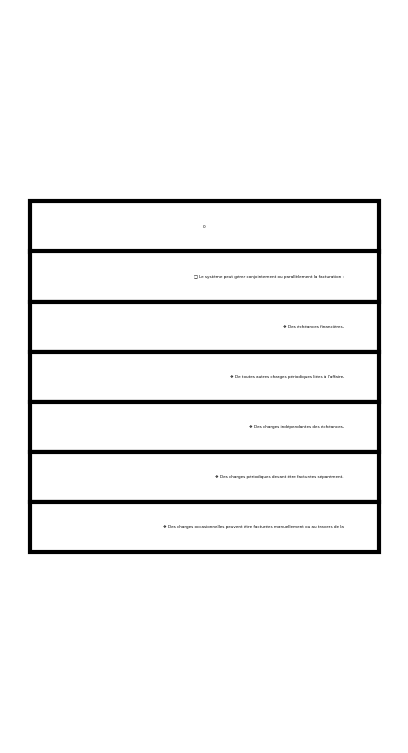 0
❑ Le système peut gérer conjointement ou parallèlement la facturation :
❖ Des échéances financières.
❖ De toutes autres charges périodiques liées à l'affaire.
❖ Des charges indépendantes des échéances.
❖ Des charges périodiques devant être facturées séparément.
❖ Des charges occasionnelles peuvent être facturées manuellement ou au travers de la